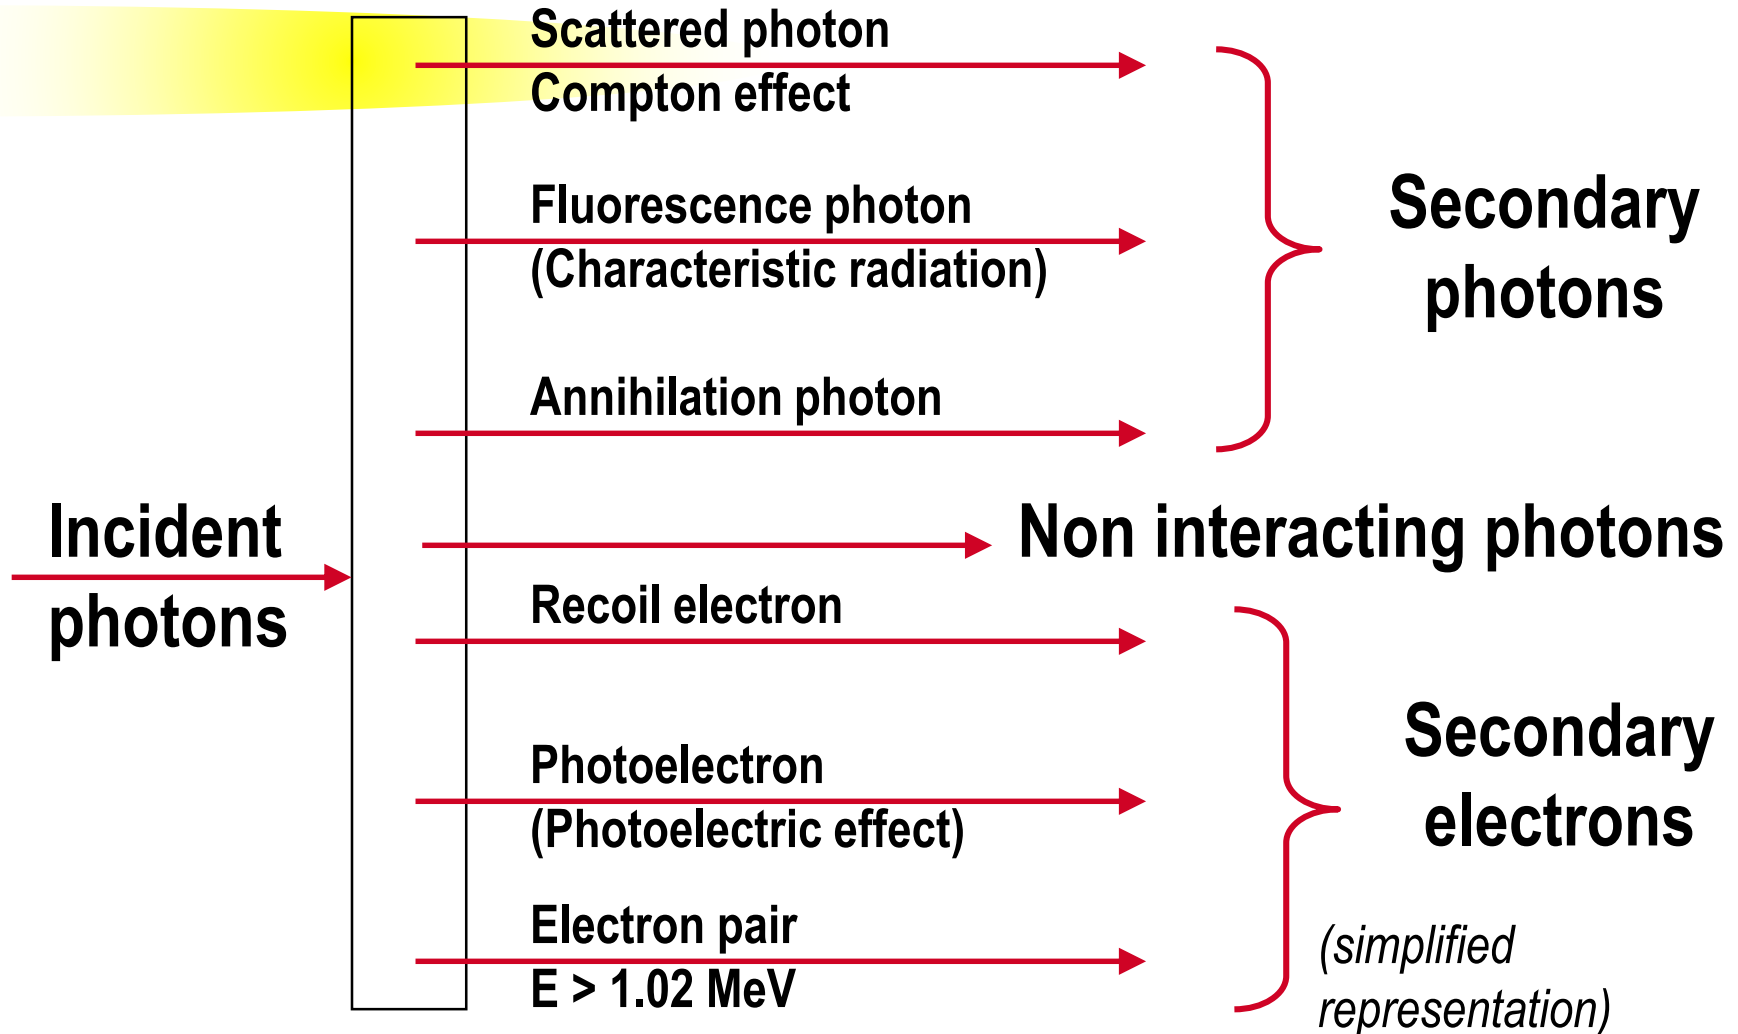 Scattered photon
Compton effect
Fluorescence photon
(Characteristic radiation)
Secondary
photons
Annihilation photon
Incident
photons
Non interacting photons
Recoil electron
Photoelectron
(Photoelectric effect)
Secondary
electrons
Electron pair
E > 1.02 MeV
(simplified
representation)